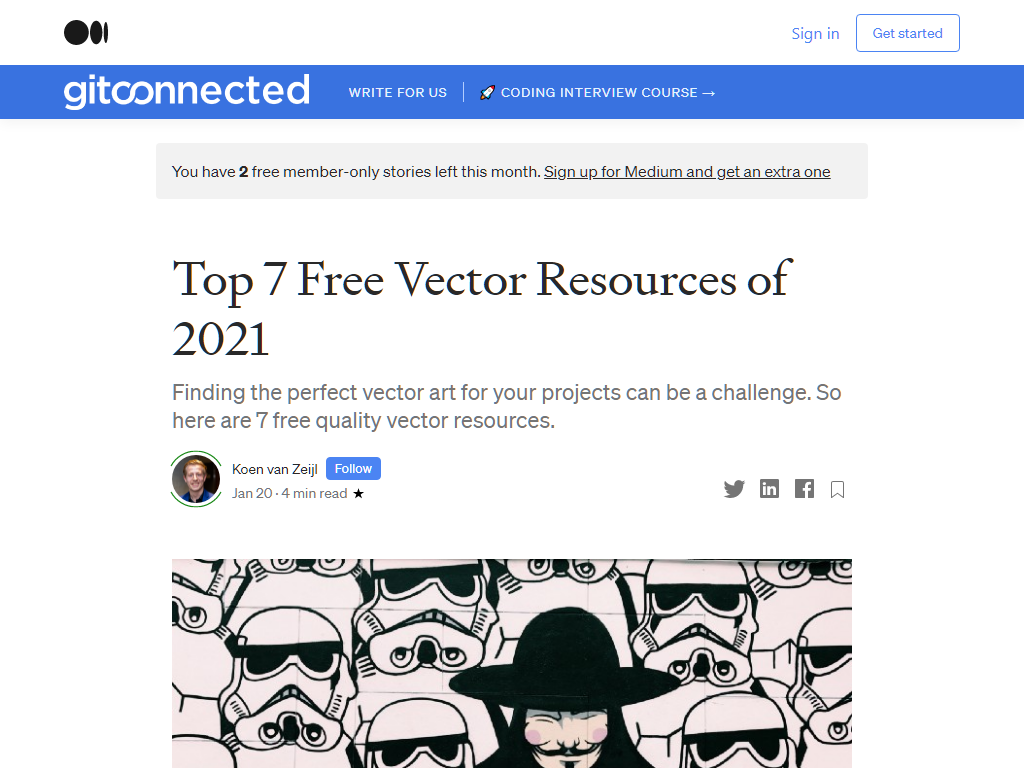 Sign in
Get started
gitconnected
WRITE FOR US
CODING INTERVIEW COURSE →
You have 2 free member-only stories left this month. Sign up for Medium and get an extra one
Top 7 Free Vector Resources of
2021
Finding the perfect vector art for your projects can be a challenge. So
here are 7 free quality vector resources.
Koen van Zeijl
Follow
Jan 20 · 4 min read ★